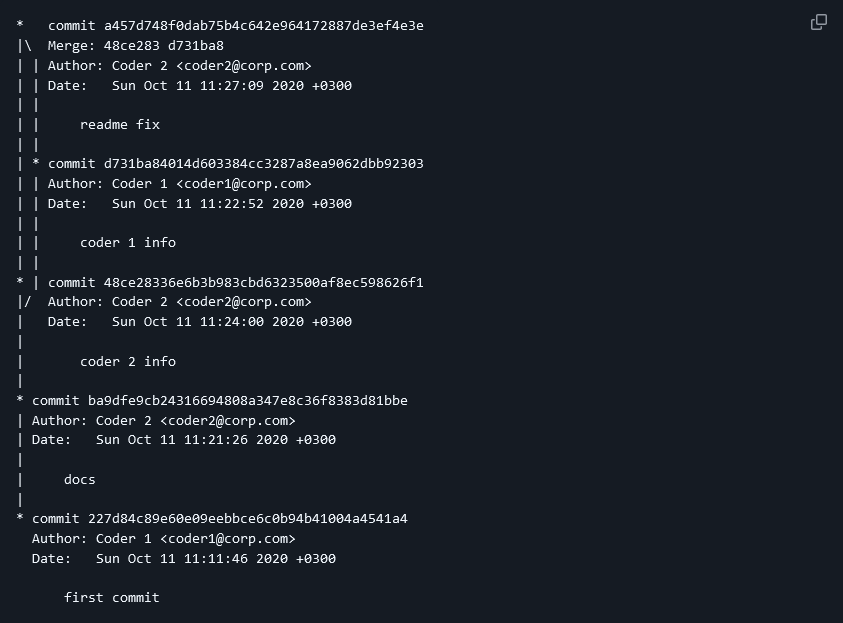 *   commit a457d748f0dab75b4c642e964172887de3ef4e3e
|\  Merge: 48ce283 d731ba8
| | Author: Coder 2 <coder2@corp.com>
| | Date:   Sun Oct 11 11:27:09 2020 +0300
| |
| |     readme fix
| |
| * commit d731ba84014d603384cc3287a8ea9062dbb92303
| | Author: Coder 1 <coder1@corp.com>
| | Date:   Sun Oct 11 11:22:52 2020 +0300
| |
| |     coder 1 info
| |
* | commit 48ce28336e6b3b983cbd6323500af8ec598626f1
|/  Author: Coder 2 <coder2@corp.com>
|   Date:   Sun Oct 11 11:24:00 2020 +0300
|
|       coder 2 info
|
* commit ba9dfe9cb24316694808a347e8c36f8383d81bbe
| Author: Coder 2 <coder2@corp.com>
| Date:   Sun Oct 11 11:21:26 2020 +0300
|
|     docs
|
* commit 227d84c89e60e09eebbce6c0b94b41004a4541a4
  Author: Coder 1 <coder1@corp.com>
  Date:   Sun Oct 11 11:11:46 2020 +0300

      first commit